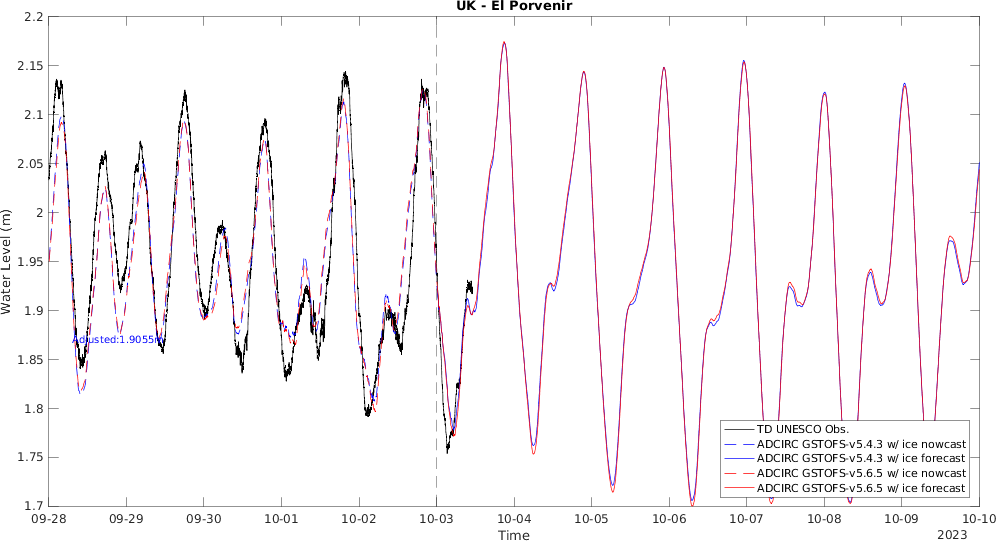 UK - El Porvenir
Water Level (m)
2.2
2.15
2.1
2.05
2
1.95
1.9
1.85
1.8
1.75
1.7
Adjusted:1.9055m
TD UNESCO Obs.
ADCIRC GSTOFS-v5.4.3 w/ ice nowcast
ADCIRC GSTOFS-v5.4.3 w/ ice forecast
ADCIRC GSTOFS-v5.6.5 w/ ice nowcast
ADCIRC GSTOFS-v5.6.5 w/ ice forecast
09-28 09-29 09-30 10-01 10-02 10-03 10-04 10-05 10-06 10-07 10-08 10-09 10-10
Time
2023